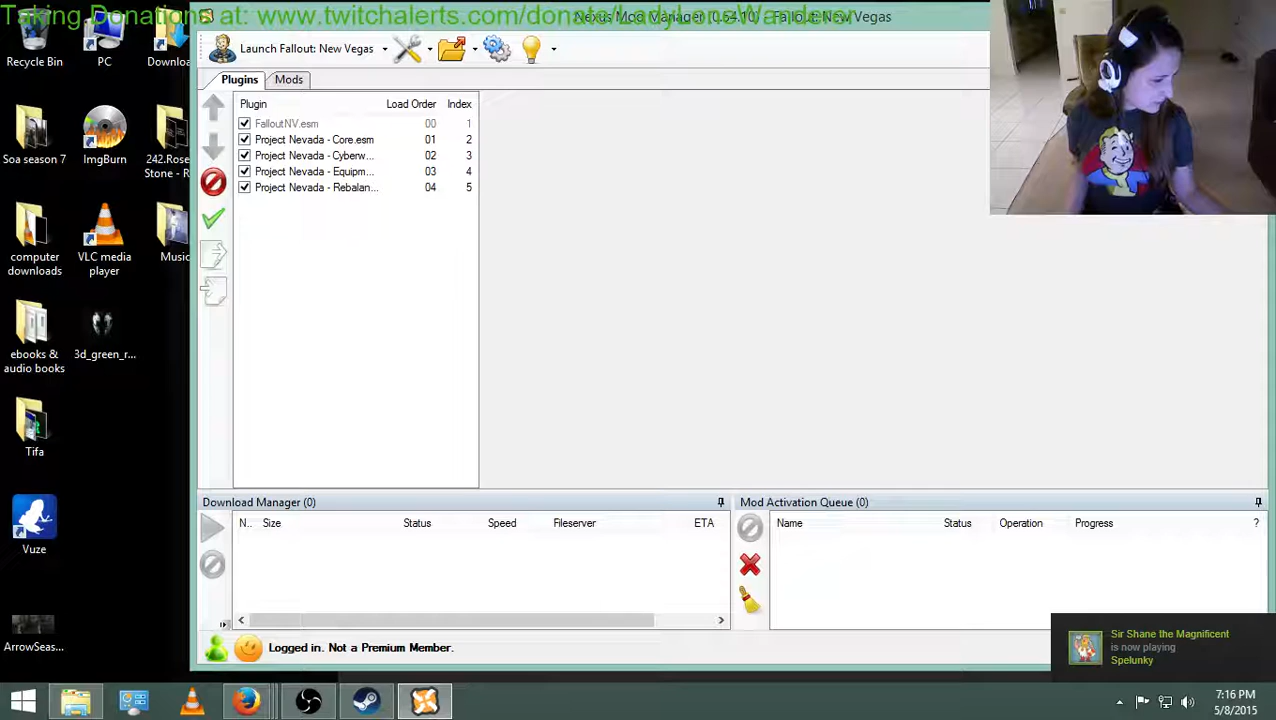 Taking Donations at: www.twitchalerts.com/donate/
Nexus Mod Manager (0.54.10) - Fallout: New Vegas
Recycle Bin
PC
Downloa
Launch Fallout: New Vegas
Plugins
Mods
Plugin
Load Order
Index
FalloutNV.esm
00
1
Project Nevada - Core.esm
01
2
Project Nevada - Cyberw...
02
3
Project Nevada - Equipm...
03
4
Project Nevada - Rebalan...
04
5
Soa season 7
ImgBurn
242.Rose
Stone - R
computer
downloads
VLC media
player
Music
ebooks &
audio books
3d_green_r...
Tifa
Vuze
ArrowSeas...
Download Manager (0)
N..
Size
Status
Speed
Fileserver
ETA
Mod Activation Queue (0)
Name
Status
Operation
Progress
?
Logged in. Not a Premium Member.
Sir Shane the Magnificent
is now playing
Spelunky
7:16 PM
5/8/2015